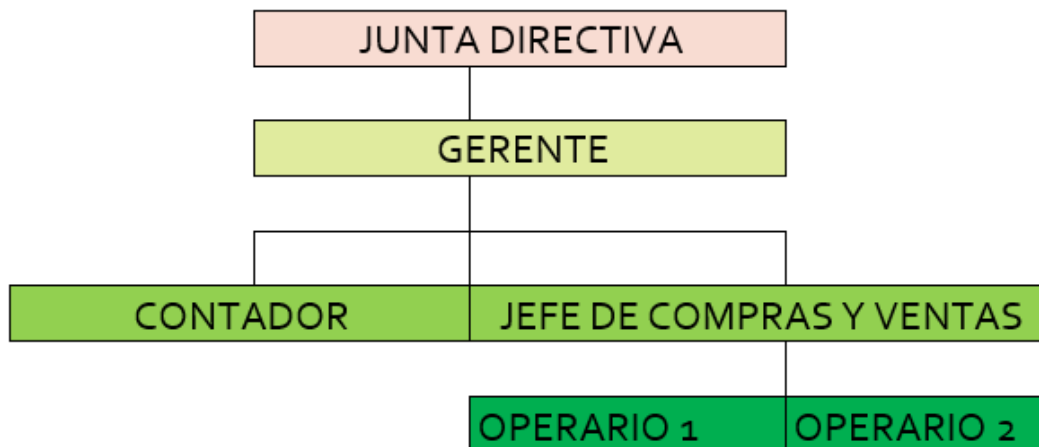 JUNTA DIRECTIVA
GERENTE
CONTADOR
JEFE DE COMPRAS Y VENTAS
OPERARIO 1
OPERARIO 2